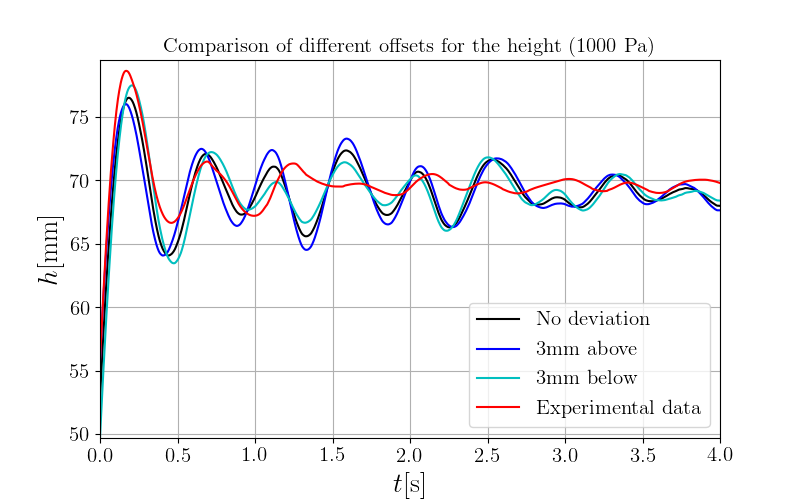 Comparison of different offsets for the height (1000 Pa)
h[mm]
75
70
65
60
55
50
0.0 0.5 1.0 1.5 2.0 2.5 3.0 3.5 4.0
t[s]
No deviation
3mm above
3mm below
Experimental data